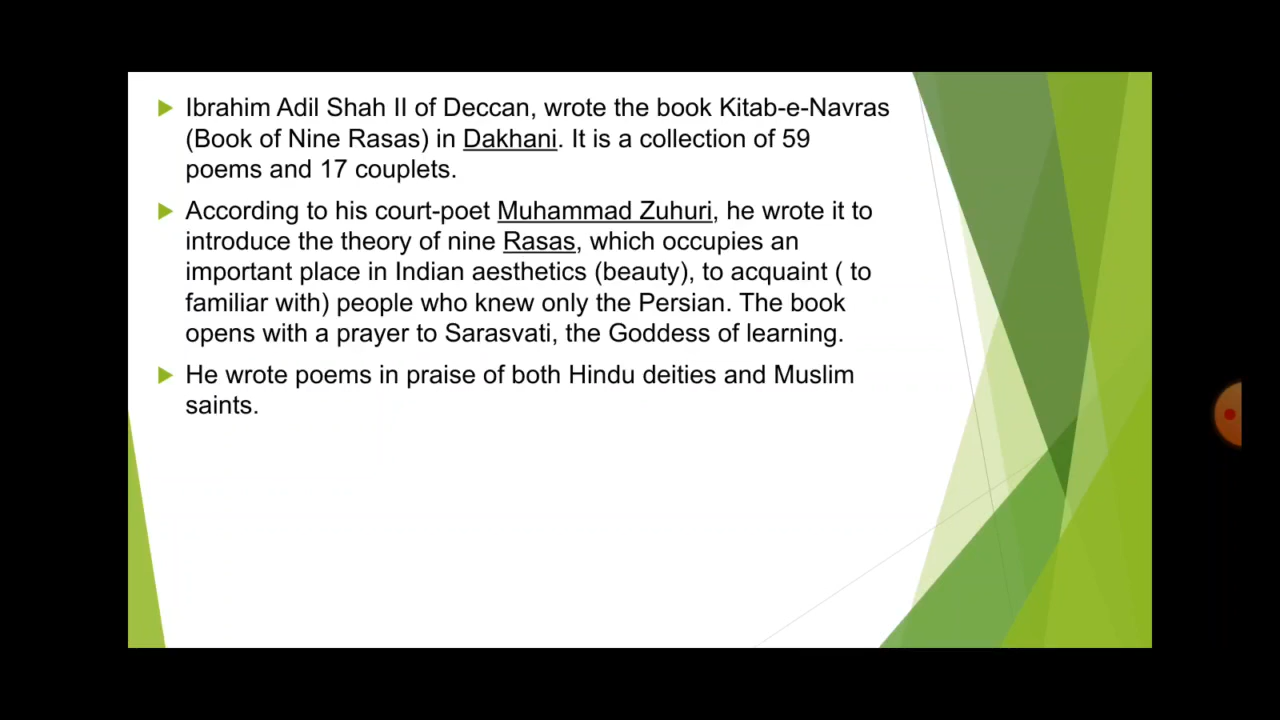 Ibrahim Adil Shah II of Deccan, wrote the book Kitab-e-Navras
(Book of Nine Rasas) in Dakhani. It is a collection of 59
poems and 17 couplets.
According to his court-poet Muhammad Zuhuri, he wrote it to
introduce the theory of nine Rasas, which occupies an
important place in Indian aesthetics (beauty), to acquaint ( to
familiar with) people who knew only the Persian. The book
opens with a prayer to Sarasvati, the Goddess of learning.
He wrote poems in praise of both Hindu deities and Muslim
saints.